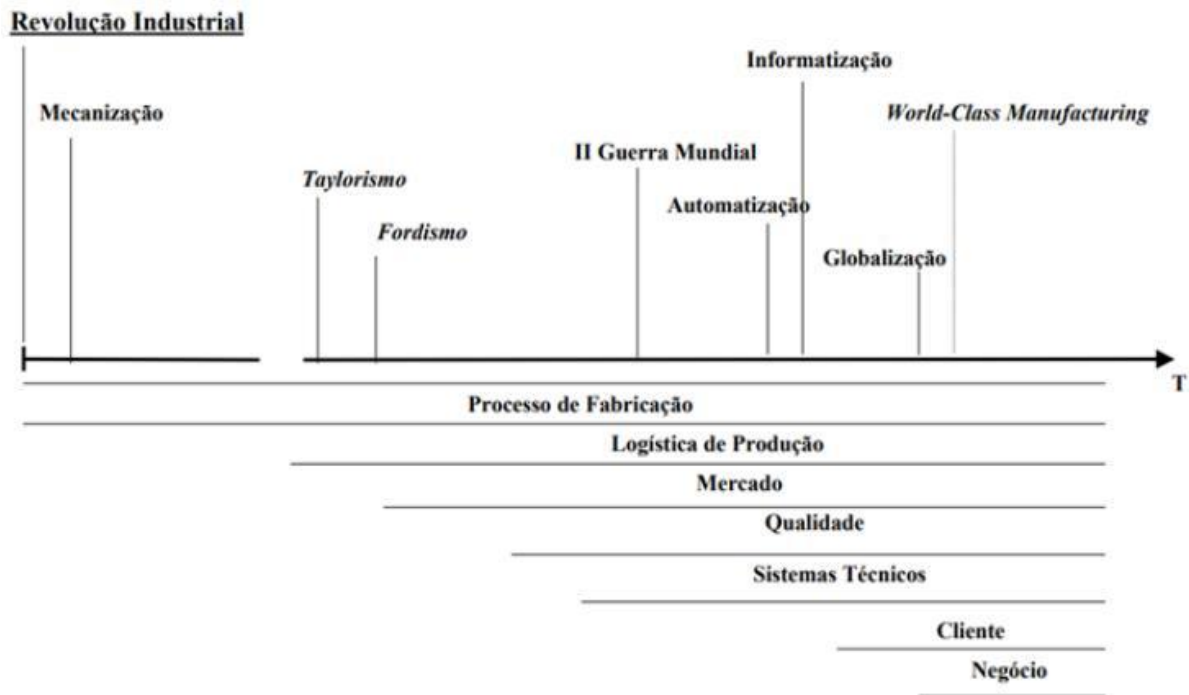 Revolução Industrial
Informatização
Mecanização
World-Class Manufacturing
II Guerra Mundial
Taylorismo
Automatização
Fordismo
Globalização
T
Processo de Fabricação
Logística de Produção
Mercado
Qualidade
Sistemas Técnicos
Cliente
Negócio